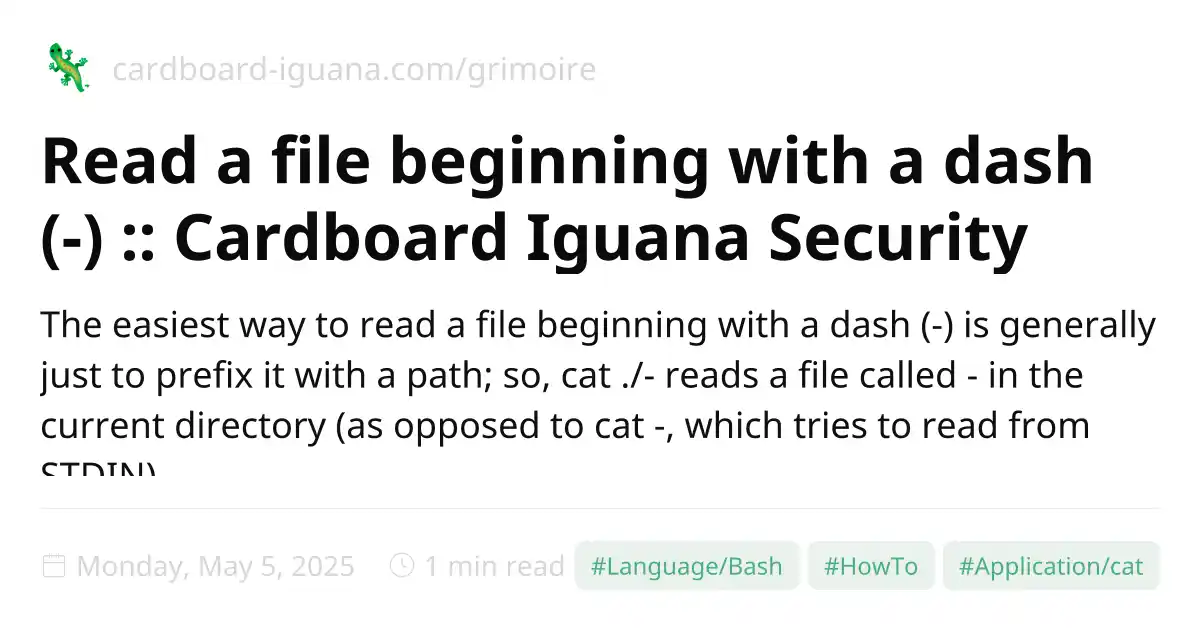 cardboard-iguana.com/grimoire
Read a file beginning with a dash
(-) :: Cardboard Iguana Security
The easiest way to read a file beginning with a dash (-) is generally
just to prefix it with a path; so, cat ./- reads a file called - in the
current directory (as opposed to cat -, which tries to read from
STDIN)
Monday, May 5, 2025 1 min read #Language/Bash #HowTo #Application/cat